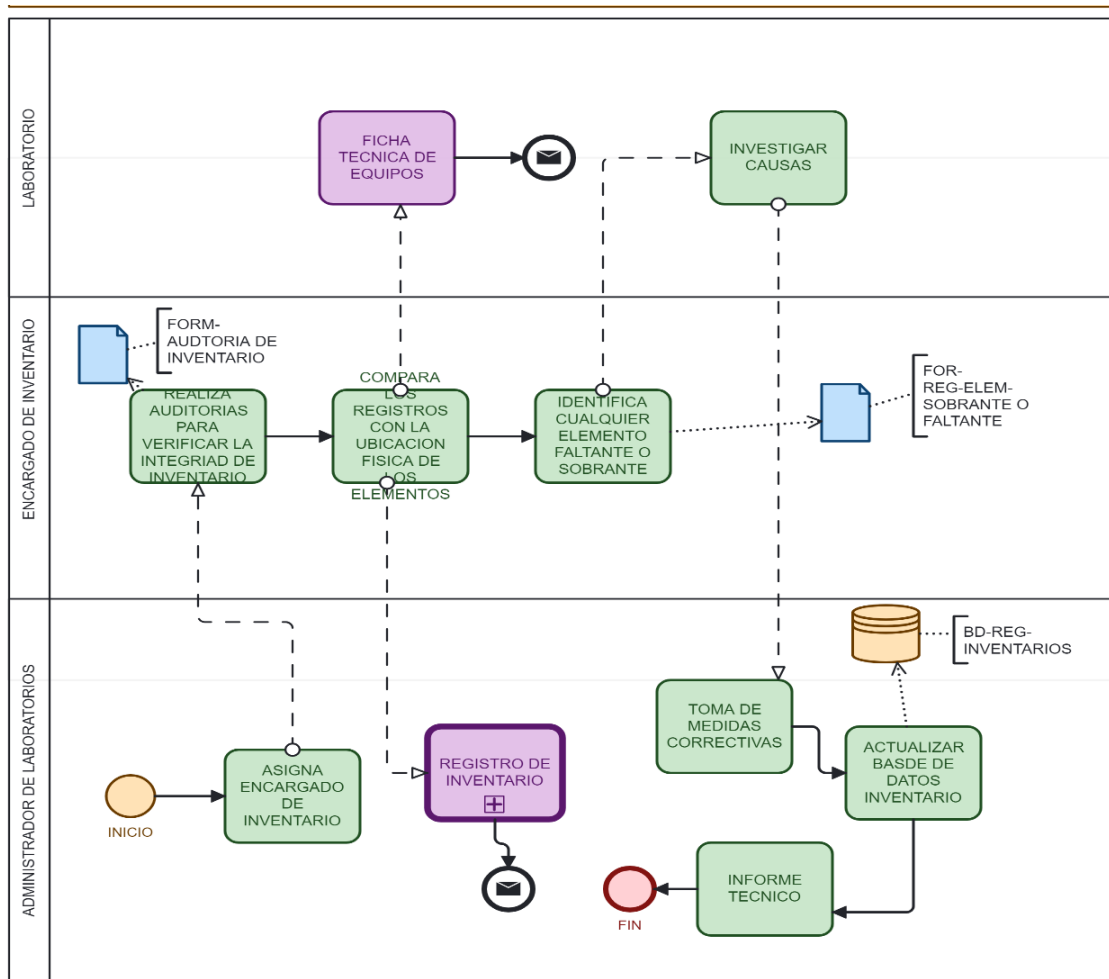 LABORATORIO
FICHA
TECNICA DE
EQUIPOS
INVESTIGAR
CAUSAS
ENCARGADO DE INVENTARIO
FORM-
AUDTORIA DE
INVENTARIO
REALIZA
AUDITORIAS
PARA
VERIFICAR LA
INTEGRIAD DE
INVENTARIO
COMPARA
LOS
REGISTROS
CON LA
UBICACION
FISICA DE
LOS
ELEMENTOS
IDENTIFICA
CUALQUIER
ELEMENTO
FALTANTE O
SOBRANTE
FOR-
REG-ELEM-
SOBRANTE O
FALTANTE
ADMINISTRADOR DE LABORATORIOS
INICIO
ASIGNA
ENCARGADO
DE
INVENTARIO
REGISTRO DE
INVENTARIO
TOMA DE
MEDIDAS
CORRECTIVAS
BD-REG-
INVENTARIOS
ACTUALIZAR
BASDE DE
DATOS
INVENTARIO
INFORME
TECNICO
FIN